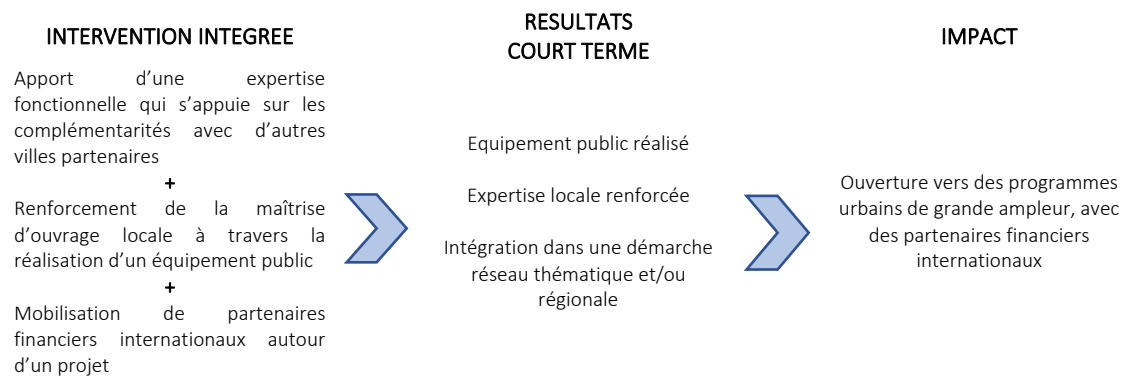 INTERVENTION INTEGREE
Apport d’une expertise
fonctionnelle qui s’appuie sur les
complémentarités avec d’autres
villes partenaires
+
Renforcement de la maîtrise
d’ouvrage locale à travers la
réalisation d’un équipement public
+
Mobilisation de partenaires
financiers internationaux autour
d’un projet
RESULTATS
COURT TERME
Equipement public réalisé
Expertise locale renforcée
Intégration dans une démarche
réseau thématique et/ou
régionale
IMPACT
Ouverture vers des programmes
urbains de grande ampleur, avec
des partenaires financiers
internationaux